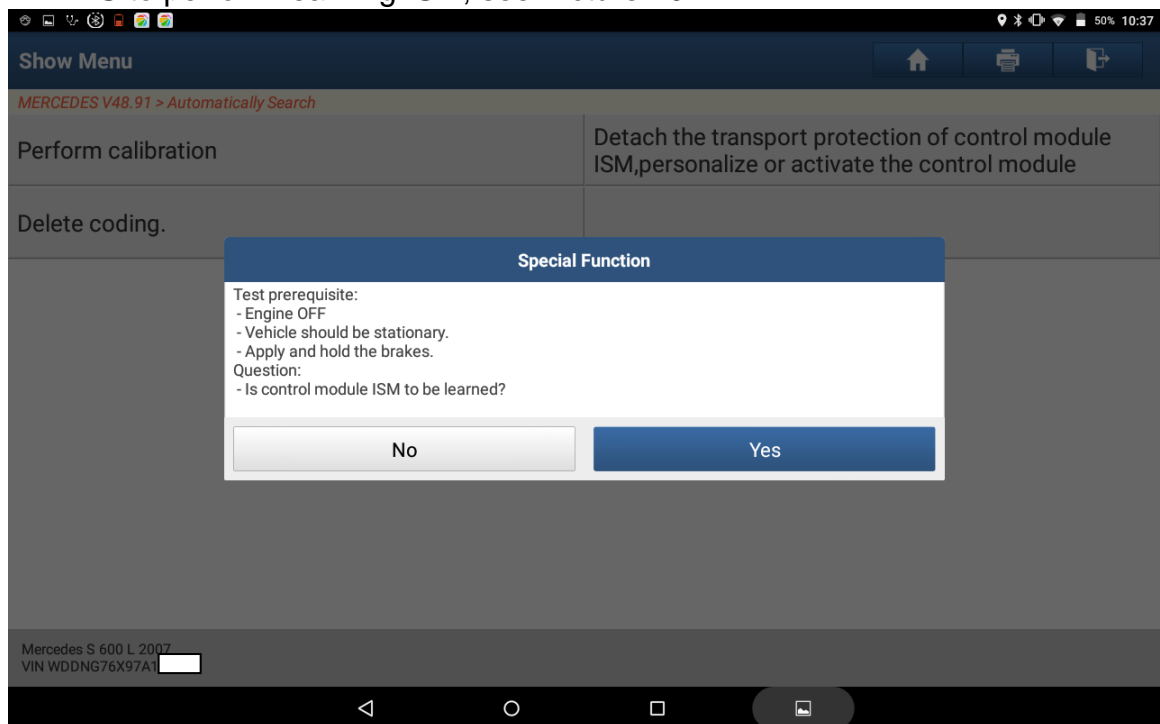 50% 10:37
Show Menu
MERCEDES V48.91 > Automatically Search
Perform calibration
Detach the transport protection of control module
ISM,personalize or activate the control module
Delete coding.
Special Function
Test prerequisite:
- Engine OFF
- Vehicle should be stationary.
- Apply and hold the brakes.
Question:
- Is control module ISM to be learned?
No
Yes
Mercedes S 600 L 2007
VIN WDDNG76X97A1